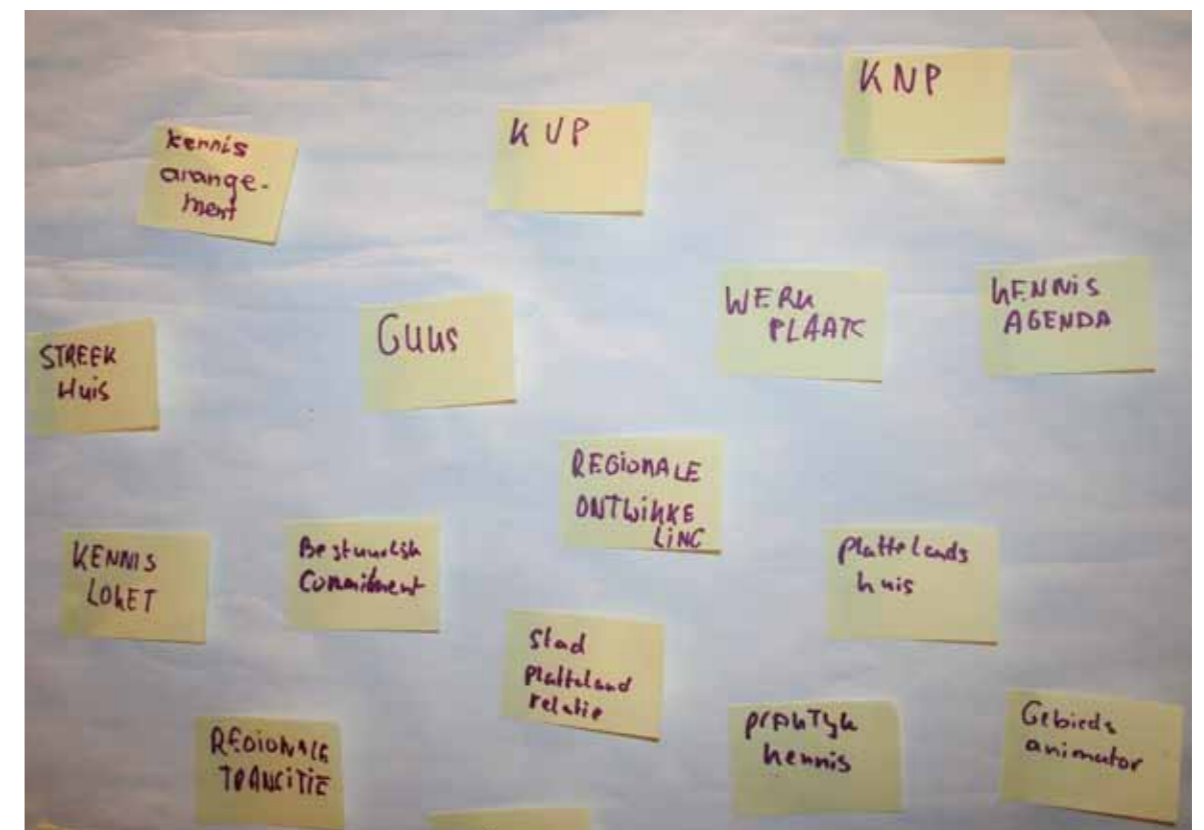 KNP
KUP
kennis
arange-
ment
WERK
PLAATS
KENNIS
AGENDA
GUUS
STREEK
Huis
REGIONALE
ONTWIKKE
LING
KENNIS
LOKET
Bestuurlijk
Commitment
plattelands
huis
Stad
Platteland
relatie
REGIONALE
TRANSITIE
praktyk
kennis
Gebieds
animator